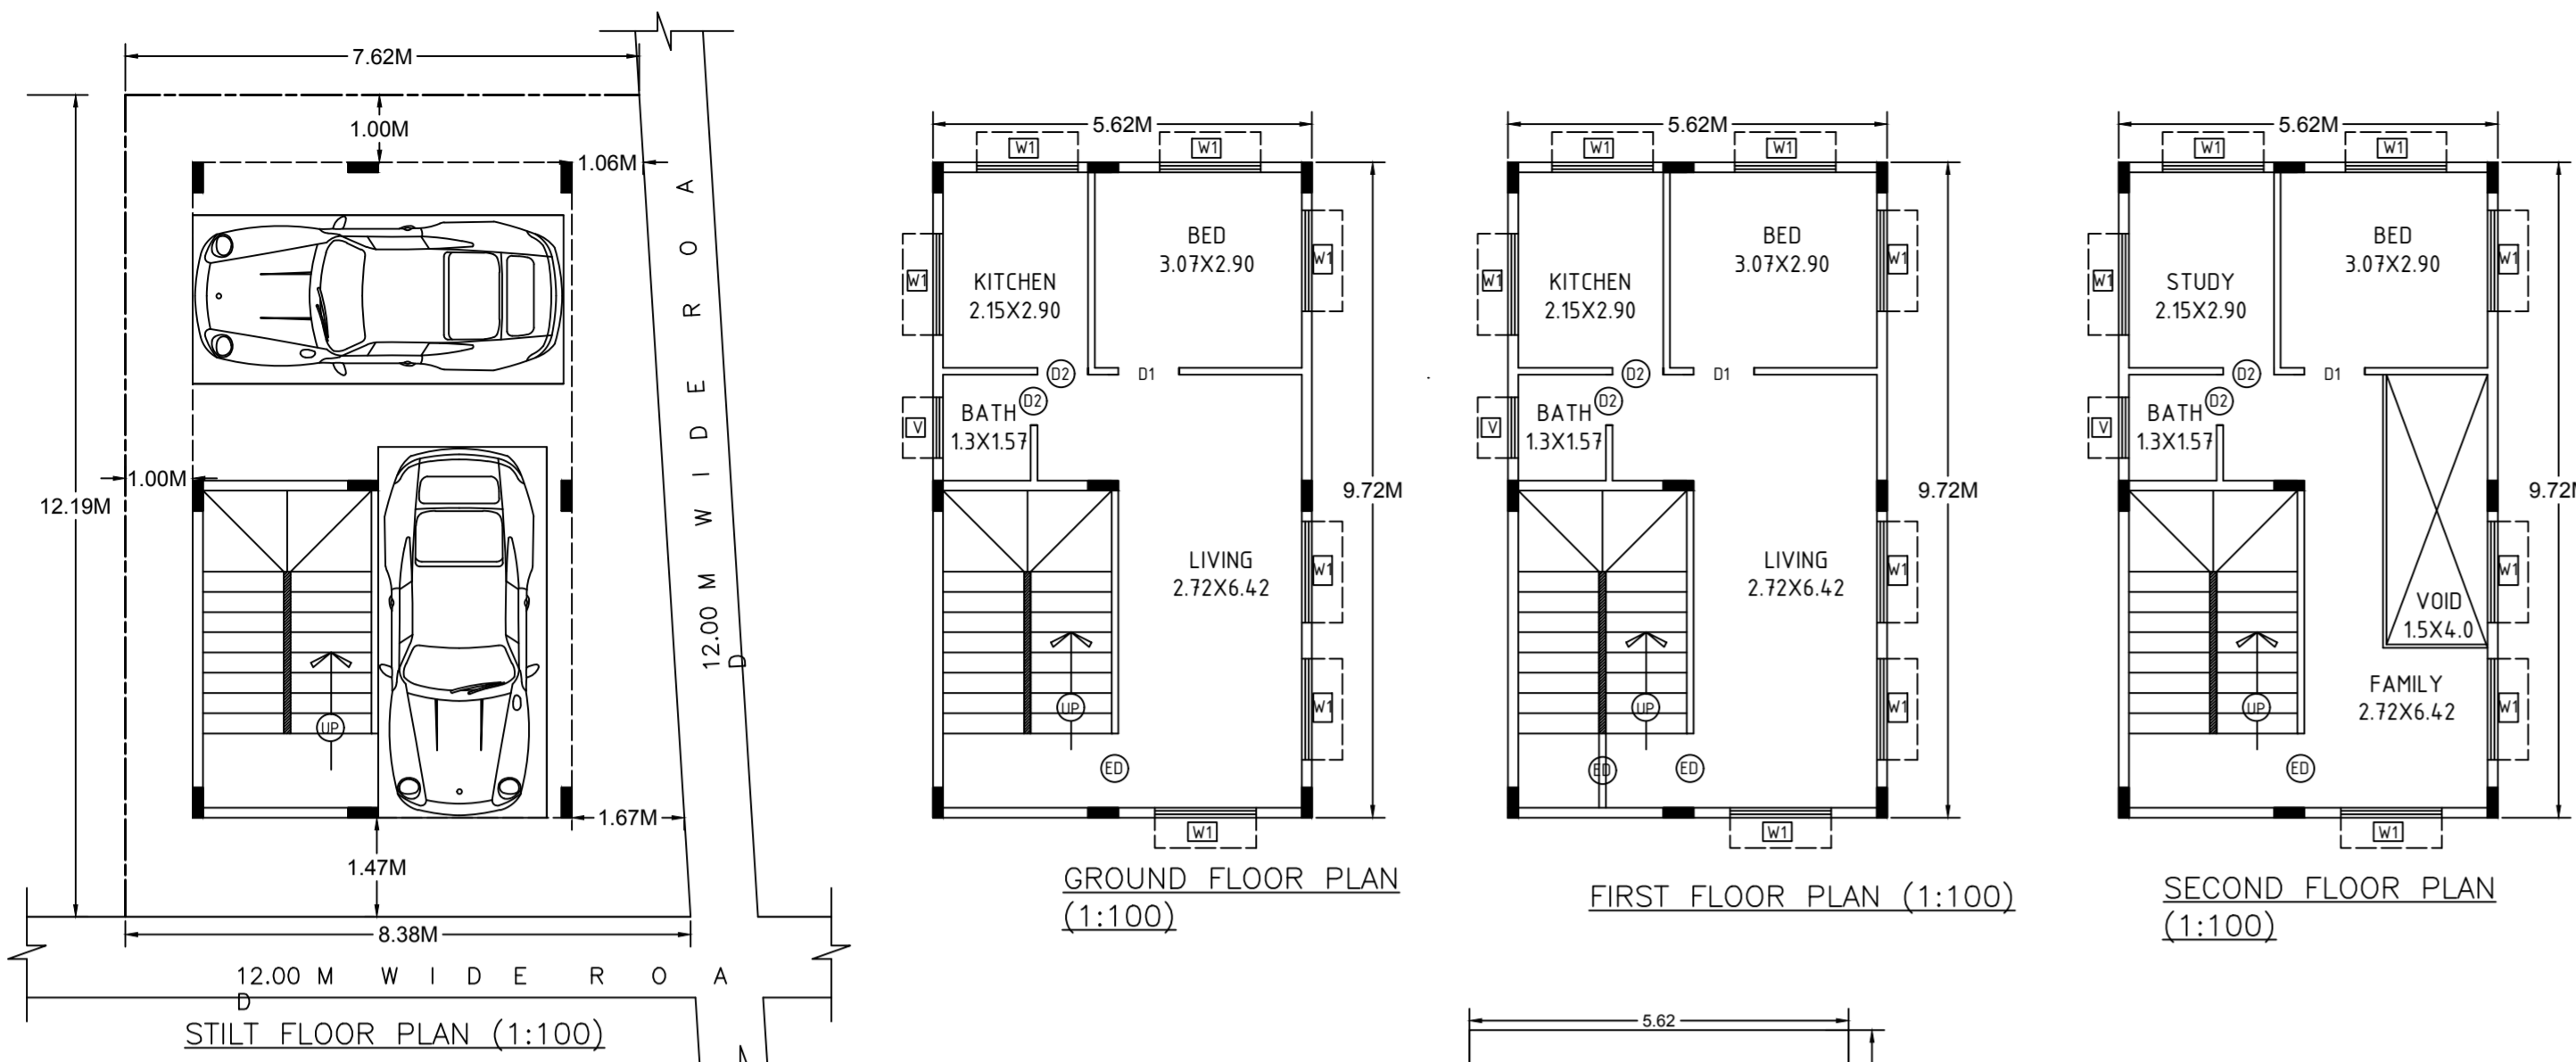 7.62M
1.00M
1.06M
1.00M
12.19M
1.67M
1.47M
8.38M
UP
12.00 M W I D E R O A
D
12.00 M W I D E R O A
D
STILT FLOOR PLAN (1:100)
5.62M
W1
W1
W1
W1
KITCHEN
2.15X2.90
BED
3.07X2.90
D2
D1
D2
BATH
1.3X1.57
V
9.72M
LIVING
2.72X6.42
W1
W1
UP
ED
W1
GROUND FLOOR PLAN
(1:100)
5.62M
W1
W1
W1
W1
KITCHEN
2.15X2.90
BED
3.07X2.90
D2
D1
D2
BATH
1.3X1.57
V
9.72M
LIVING
2.72X6.42
W1
W1
UP
ED
ED
W1
FIRST FLOOR PLAN (1:100)
5.62M
W1
W1
W1
W1
STUDY
2.15X2.90
BED
3.07X2.90
D2
D1
D2
BATH
1.3X1.57
V
9.72M
W1
VOID
1.5X4.0
FAMILY
2.72X6.42
W1
UP
ED
W1
SECOND FLOOR PLAN
(1:100)
5.62